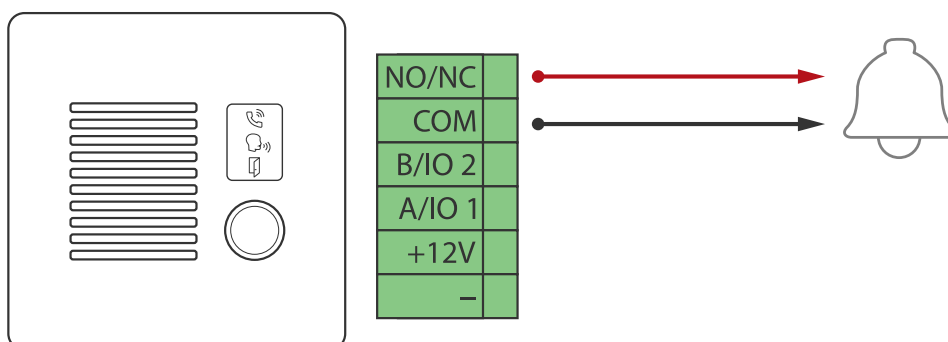 NO/NC
COM
B/IO 2
A/IO 1
+12V
–